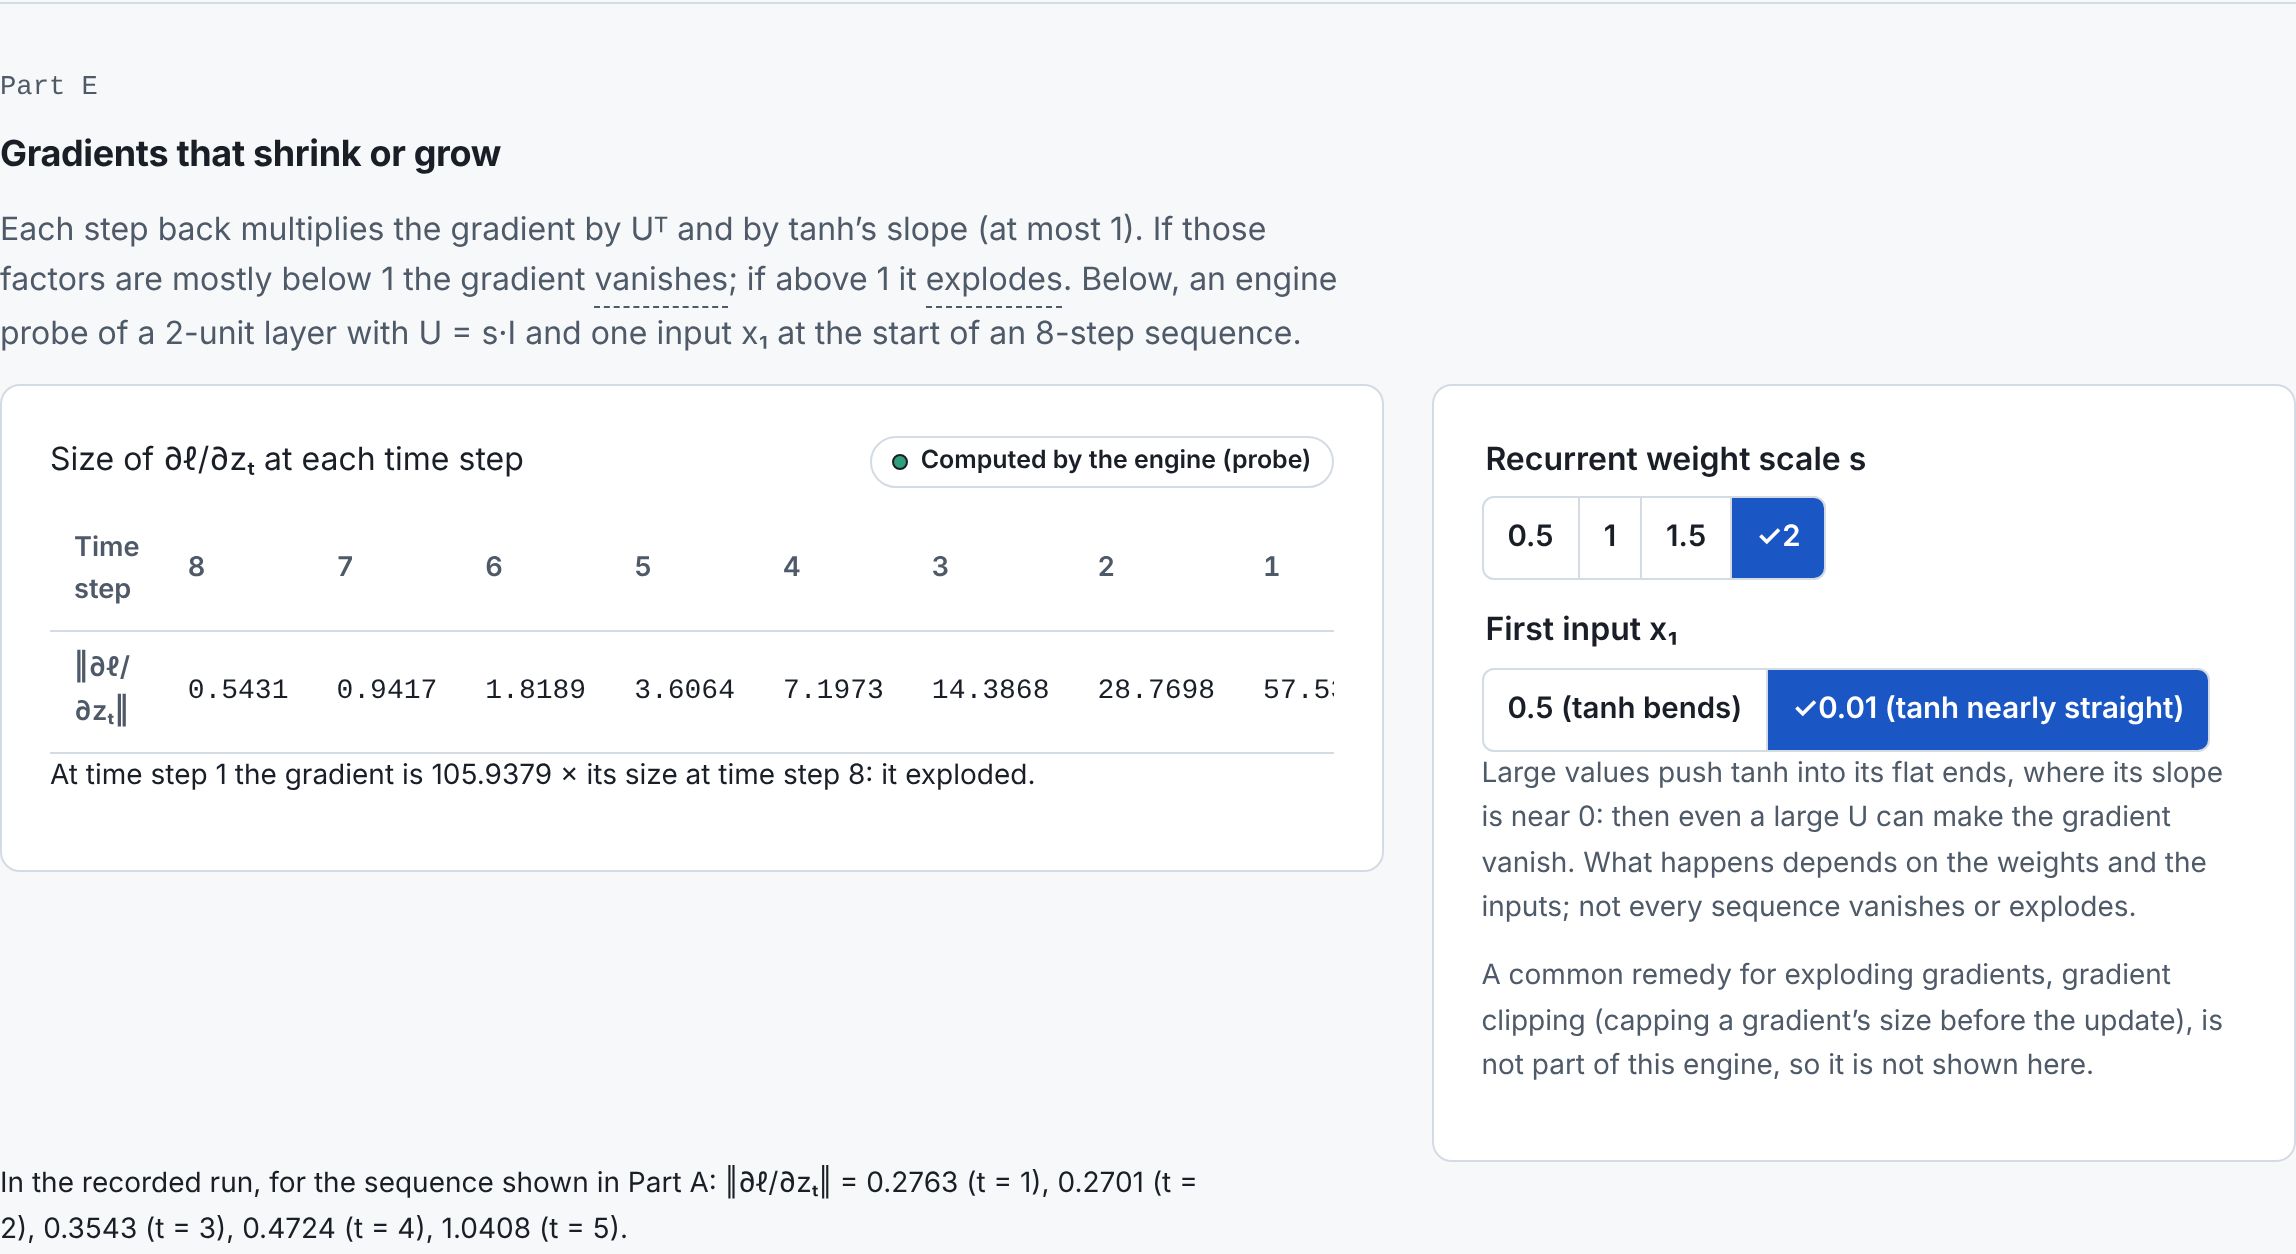 Part E
Gradients that shrink or grow
Each step back multiplies the gradient by Uᵀ and by tanh’s slope (at most 1). If those
factors are mostly below 1 the gradient vanishes; if above 1 it explodes. Below, an engine
probe of a 2-unit layer with U = s·I and one input x₁ at the start of an 8-step sequence.
Size of ∂ℓ/∂zₜ at each time step
Computed by the engine (probe)
Time step 8 7 6 5 4 3 2 1
‖∂ℓ/∂zₜ‖ 0.5431 0.9417 1.8189 3.6064 7.1973 14.3868 28.7698 57.5
At time step 1 the gradient is 105.9379 × its size at time step 8: it exploded.
Recurrent weight scale s
0.5 1 1.5 ✓2
First input x₁
0.5 (tanh bends) ✓0.01 (tanh nearly straight)
Large values push tanh into its flat ends, where its slope
is near 0: then even a large U can make the gradient
vanish. What happens depends on the weights and the
inputs; not every sequence vanishes or explodes.
A common remedy for exploding gradients, gradient
clipping (capping a gradient’s size before the update), is
not part of this engine, so it is not shown here.
In the recorded run, for the sequence shown in Part A: ‖∂ℓ/∂zₜ‖ = 0.2763 (t = 1), 0.2701 (t =
2), 0.3543 (t = 3), 0.4724 (t = 4), 1.0408 (t = 5).